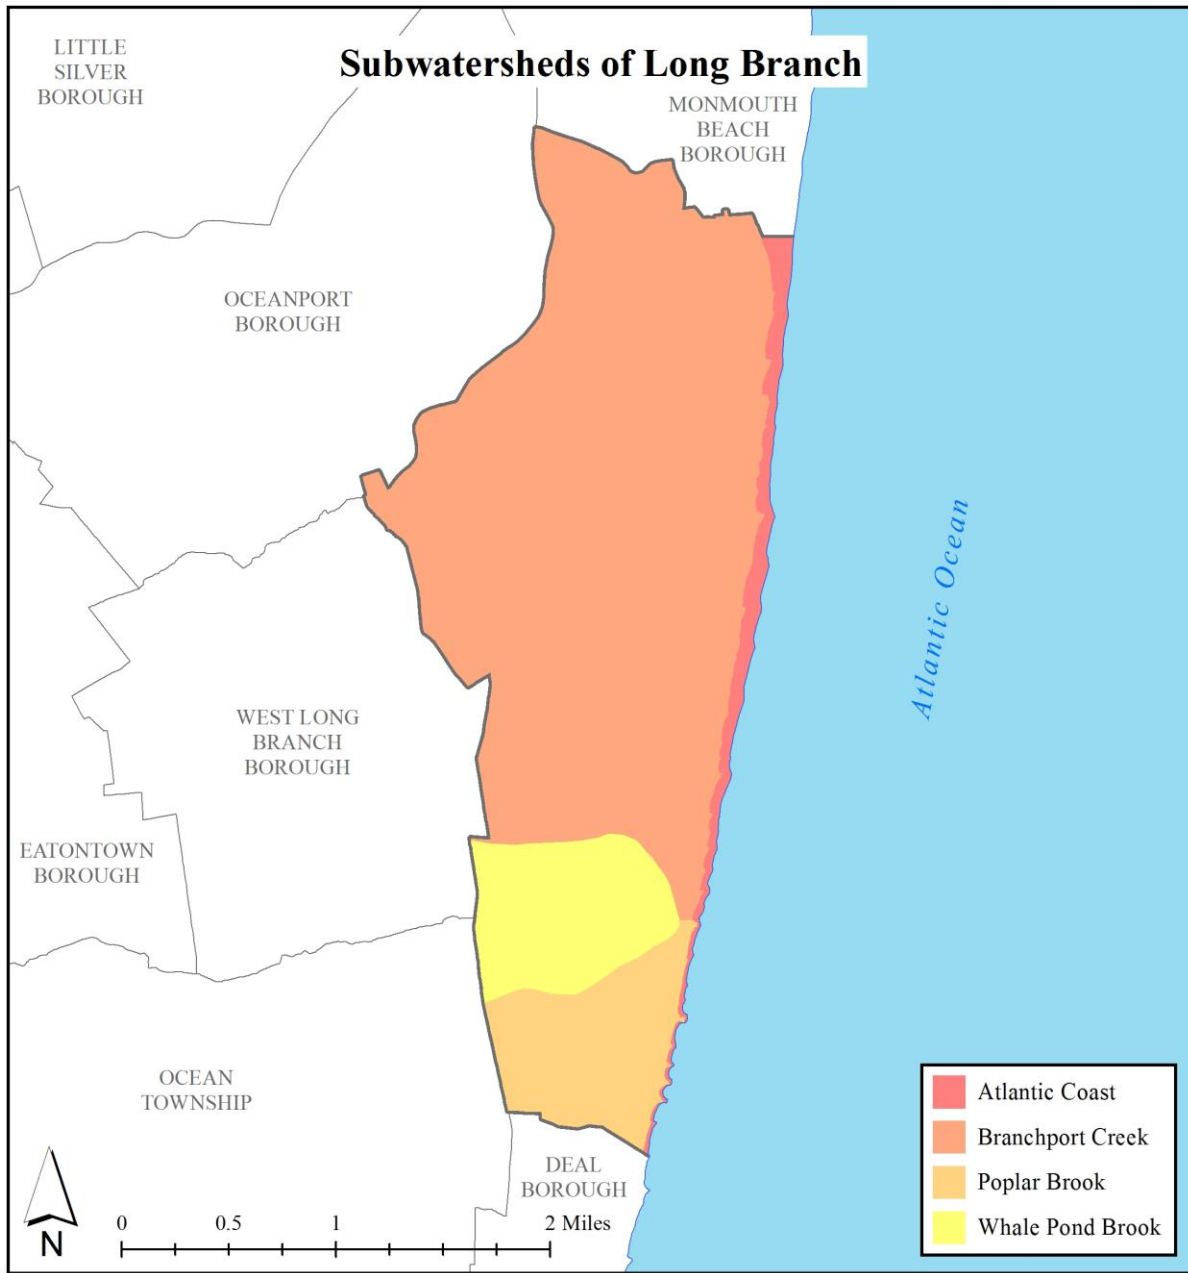 Subwatersheds of Long Branch
LITTLE
SILVER
BOROUGH
MONMOUTH
BEACH
BOROUGH
OCEANPORT
BOROUGH
Atlantic Ocean
WEST LONG
BRANCH
BOROUGH
EATONTOWN
BOROUGH
OCEAN
TOWNSHIP
DEAL
BOROUGH
Atlantic Coast
Branchport Creek
Poplar Brook
Whale Pond Brook
N
0 0.5 1 2 Miles